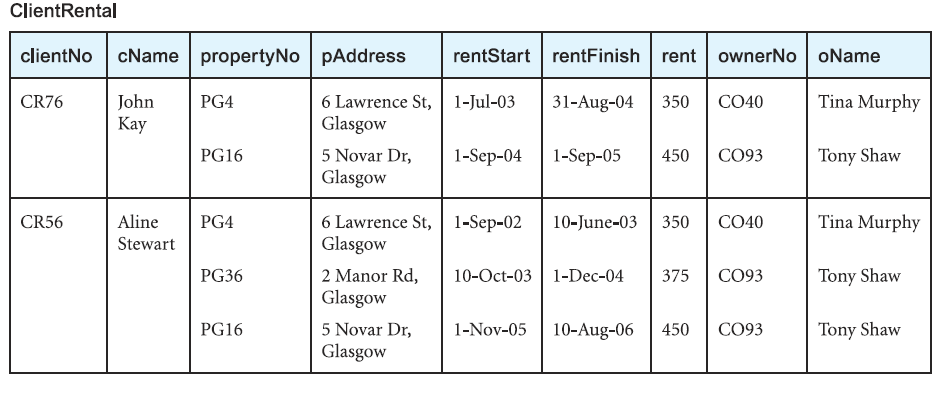 ClientRental
clientNo cName propertyNo pAddress rentStart rentFinish rent ownerNo oName
CR76 John PG4 6 Lawrence St, 1-Jul-03 31-Aug-04 350 CO40 Tina Murphy
Kay Glasgow
PG16 5 Novar Dr, 1-Sep-04 1-Sep-05 450 CO93 Tony Shaw
Glasgow
CR56 Aline PG4 6 Lawrence St, 1-Sep-02 10-June-03 350 CO40 Tina Murphy
Stewart Glasgow
PG36 2 Manor Rd, 10-Oct-03 1-Dec-04 375 CO93 Tony Shaw
Glasgow
PG16 5 Novar Dr, 1-Nov-05 10-Aug-06 450 CO93 Tony Shaw
Glasgow